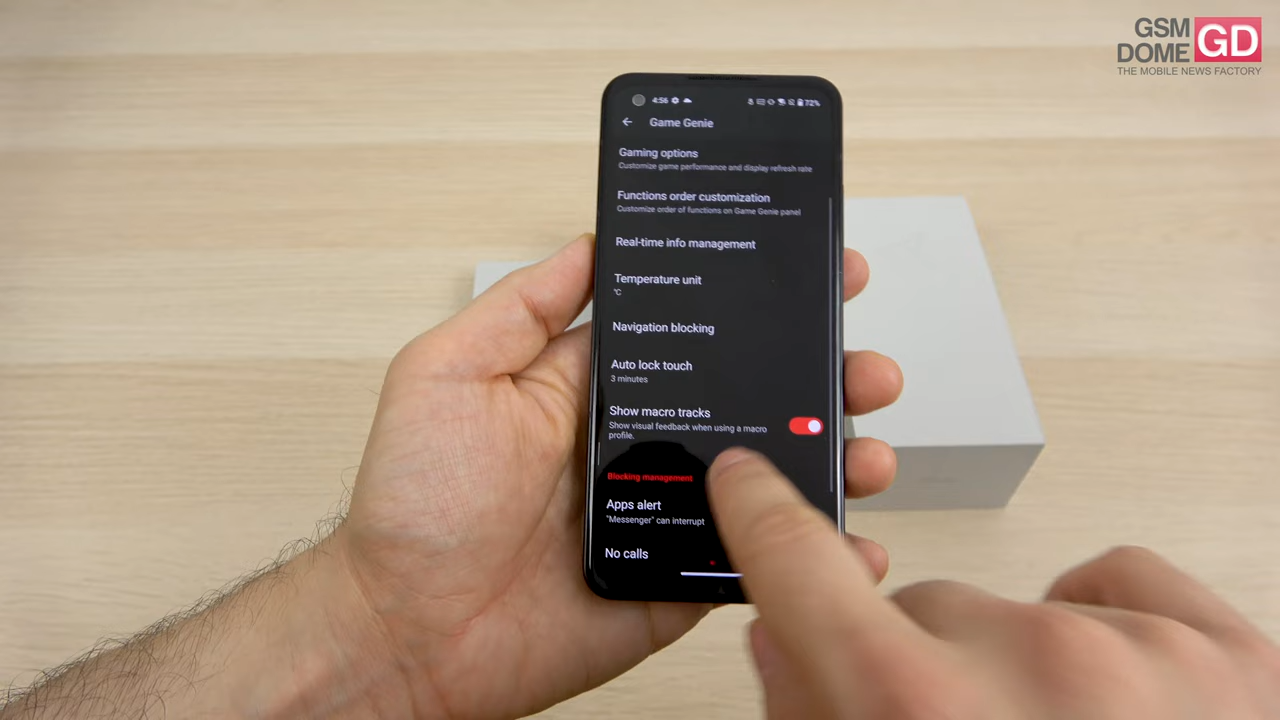 GSM
DOME
GD
THE MOBILE NEWS FACTORY
4:56
72%
Game Genie
Gaming options
Customize game performance and display refresh rate
Functions order customization
Customize order of functions on Game Genie panel
Real-time info management
Temperature unit
°C
Navigation blocking
Auto lock touch
3 minutes
Show macro tracks
Show visual feedback when using a macro
profile.
Blocking management
Apps alert
"Messenger" can interrupt
No calls